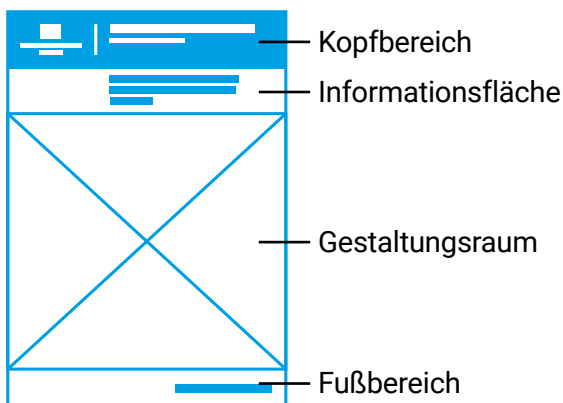 Kopfbereich
Informationsfläche
Gestaltungsraum
Fußbereich